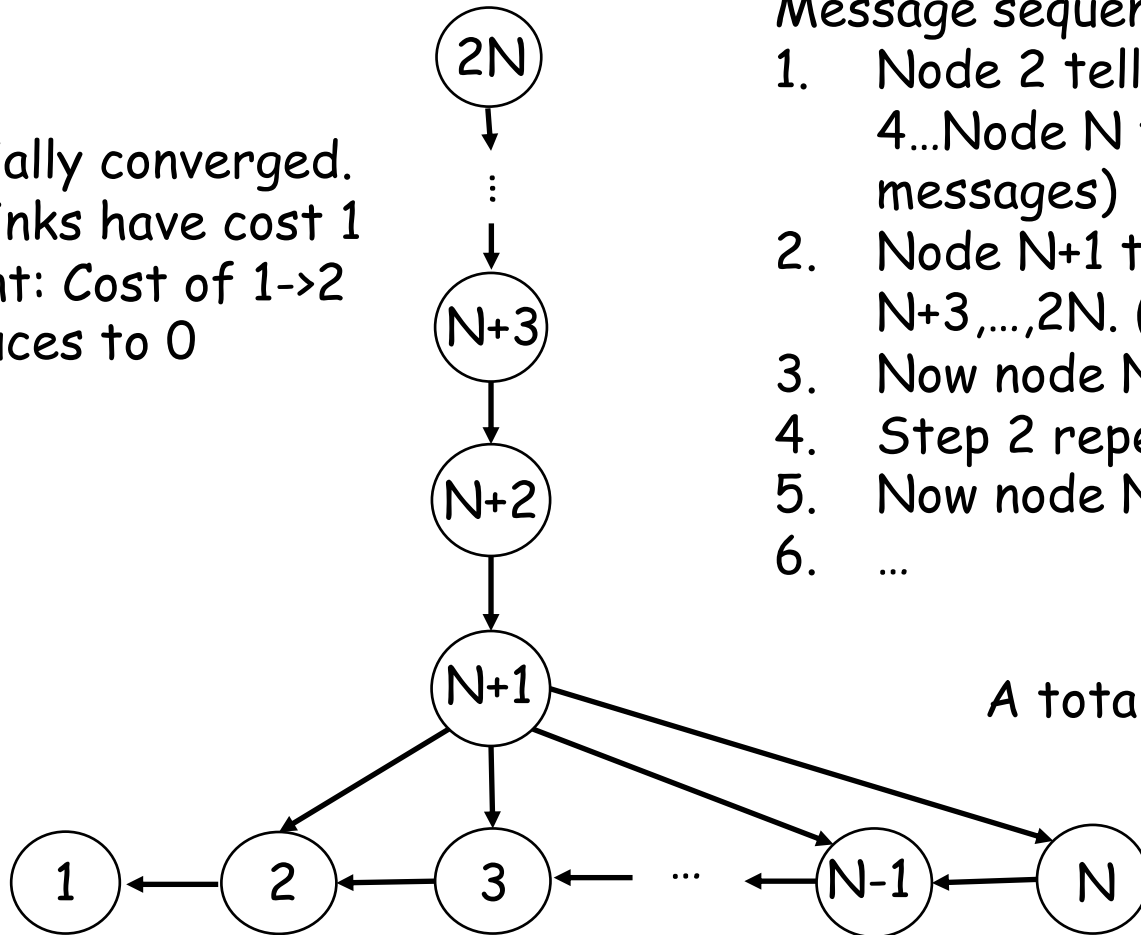 ally converged.
inks have cost 1
nt: Cost of 1->2
uces to 0
Message sequen
1. Node 2 tell
4...Node N
messages)
2. Node N+1 t
N+3,...,2N. (
3. Now node N
4. Step 2 repe
5. Now node N
6. ...
A tota
2N
...
N+3
N+2
N+1
1 2 3 ... N-1 N